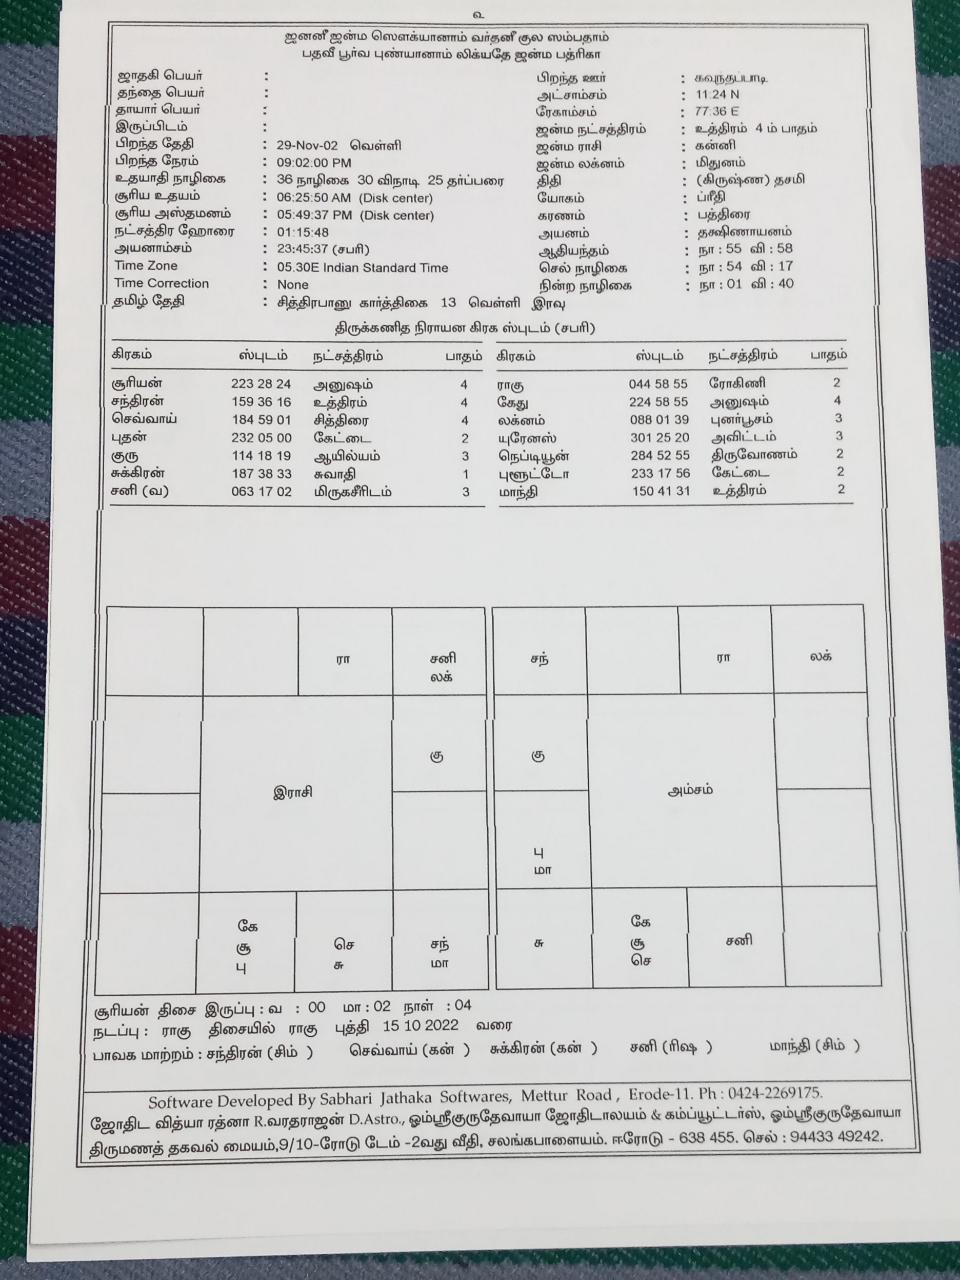 ௳
ஜனனீ ஜன்ம ஸௌக்யானாம் வர்தனீ குல ஸம்பதாம்
பதவீ பூர்வ புண்யானாம் லிக்யதே ஜன்ம பத்ரிகா
ஜாதகி பெயர் : பிறந்த ஊர் : கவுந்தப்பாடி
தந்தை பெயர் : அட்சாம்சம் : 11:24 N
தாயார் பெயர் : ரேகாம்சம் : 77:36 E
இருப்பிடம் : ஜன்ம நட்சத்திரம் : உத்திரம் 4 ம் பாதம்
பிறந்த தேதி : 29-Nov-02 வெள்ளி ஜன்ம ராசி : கன்னி
பிறந்த நேரம் : 09:02:00 PM ஜன்ம லக்னம் : மிதுனம்
உதயாதி நாழிகை : 36 நாழிகை 30 விநாடி 25 தர்ப்பரை திதி : (கிருஷ்ண) தசமி
சூரிய உதயம் : 06:25:50 AM (Disk center) யோகம் : ப்ரீதி
சூரிய அஸ்தமனம் : 05:49:37 PM (Disk center) கரணம் : பத்திரை
நட்சத்திர ஹோரை : 01:15:48 அயனம் : தக்ஷிணாயனம்
அயனாம்சம் : 23:45:37 (சபரி) ஆதியந்தம் : நா : 55 வி : 58
Time Zone : 05.30E Indian Standard Time செல் நாழிகை : நா : 54 வி : 17
Time Correction : None நின்ற நாழிகை : நா : 01 வி : 40
தமிழ் தேதி : சித்திரபானு கார்த்திகை 13 வெள்ளி இரவு
திருக்கணித நிராயன கிரக ஸ்புடம் (சபரி)
கிரகம் ஸ்புடம் நட்சத்திரம் பாதம் கிரகம் ஸ்புடம் நட்சத்திரம் பாதம்
சூரியன் 223 28 24 அனுஷம் 4 ராகு 044 58 55 ரோகிணி 2
சந்திரன் 159 36 16 உத்திரம் 4 கேது 224 58 55 அனுஷம் 4
செவ்வாய் 184 59 01 சித்திரை 4 லக்னம் 088 01 39 புனர்பூசம் 3
புதன் 232 05 00 கேட்டை 2 யுரேனஸ் 301 25 20 அவிட்டம் 3
குரு 114 18 19 ஆயில்யம் 3 நெப்டியூன் 284 52 55 திருவோணம் 2
சுக்கிரன் 187 38 33 சுவாதி 1 புளூட்டோ 233 17 56 கேட்டை 2
சனி (வ) 063 17 02 மிருகசீரிடம் 3 மாந்தி 150 41 31 உத்திரம் 2
ரா சனி சந் ரா லக்
லக்
கு கு
இராசி அம்சம்
பு
மா
கே கே
சூ செ சந் சு சூ சனி
பு சு மா செ
சூரியன் திசை இருப்பு : வ : 00 மா : 02 நாள் : 04
நடப்பு : ராகு திசையில் ராகு புத்தி 15 10 2022 வரை
பாவக மாற்றம் : சந்திரன் (சிம் ) செவ்வாய் (கன் ) சுக்கிரன் (கன் ) சனி (ரிஷ ) மாந்தி (சிம் )
Software Developed By Sabhari Jathaka Softwares, Mettur Road , Erode-11. Ph : 0424-2269175.
ஜோதிட வித்யா ரத்னா R.வரதராஜன் D.Astro., ஓம்ஸ்ரீகுருதேவாயா ஜோதிடாலயம் & கம்ப்யூட்டர்ஸ், ஓம்ஸ்ரீகுருதேவாயா
திருமணத் தகவல் மையம்,9/10-ரோடு டேம் -2வது வீதி, சலங்கபாளையம். ஈரோடு - 638 455. செல் : 94433 49242.